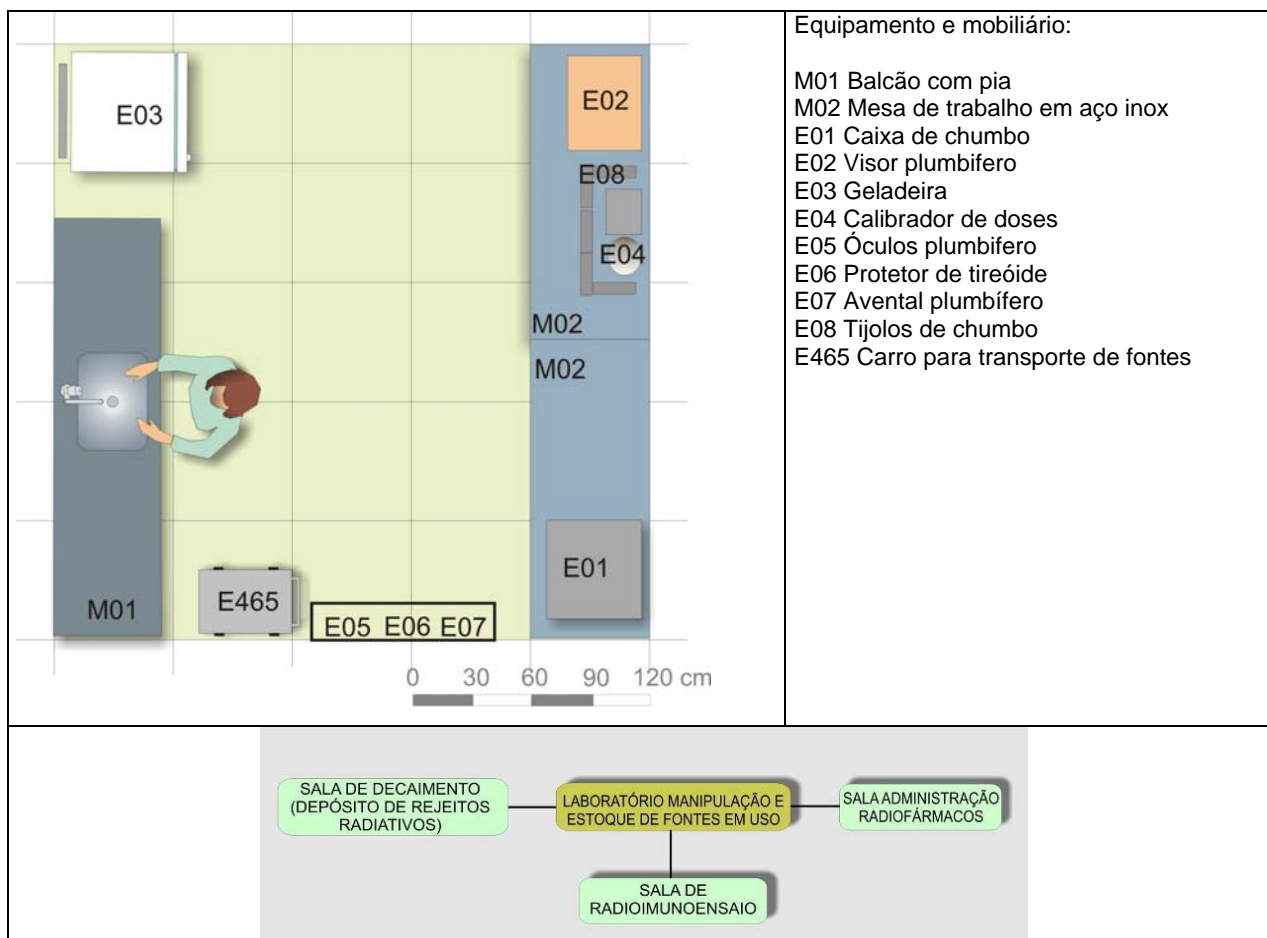 E03
E02
E08
E04
M02
M02
E01
E465
M01
E05 E06 E07
0 30 60 90 120 cm
Equipamento e mobiliário:
M01 Balcão com pia
M02 Mesa de trabalho em aço inox
E01 Caixa de chumbo
E02 Visor plumbifero
E03 Geladeira
E04 Calibrador de doses
E05 Óculos plumbifero
E06 Protetor de tireóide
E07 Avental plumbífero
E08 Tijolos de chumbo
E465 Carro para transporte de fontes
SALA DE DECAIMENTO
(DEPÓSITO DE REJEITOS
RADIATIVOS)
LABORATÓRIO MANIPULAÇÃO E
ESTOQUE DE FONTES EM USO
SALA ADMINISTRAÇÃO
RADIOFÁRMACOS
SALA DE
RADIOIMUNOENSAIO